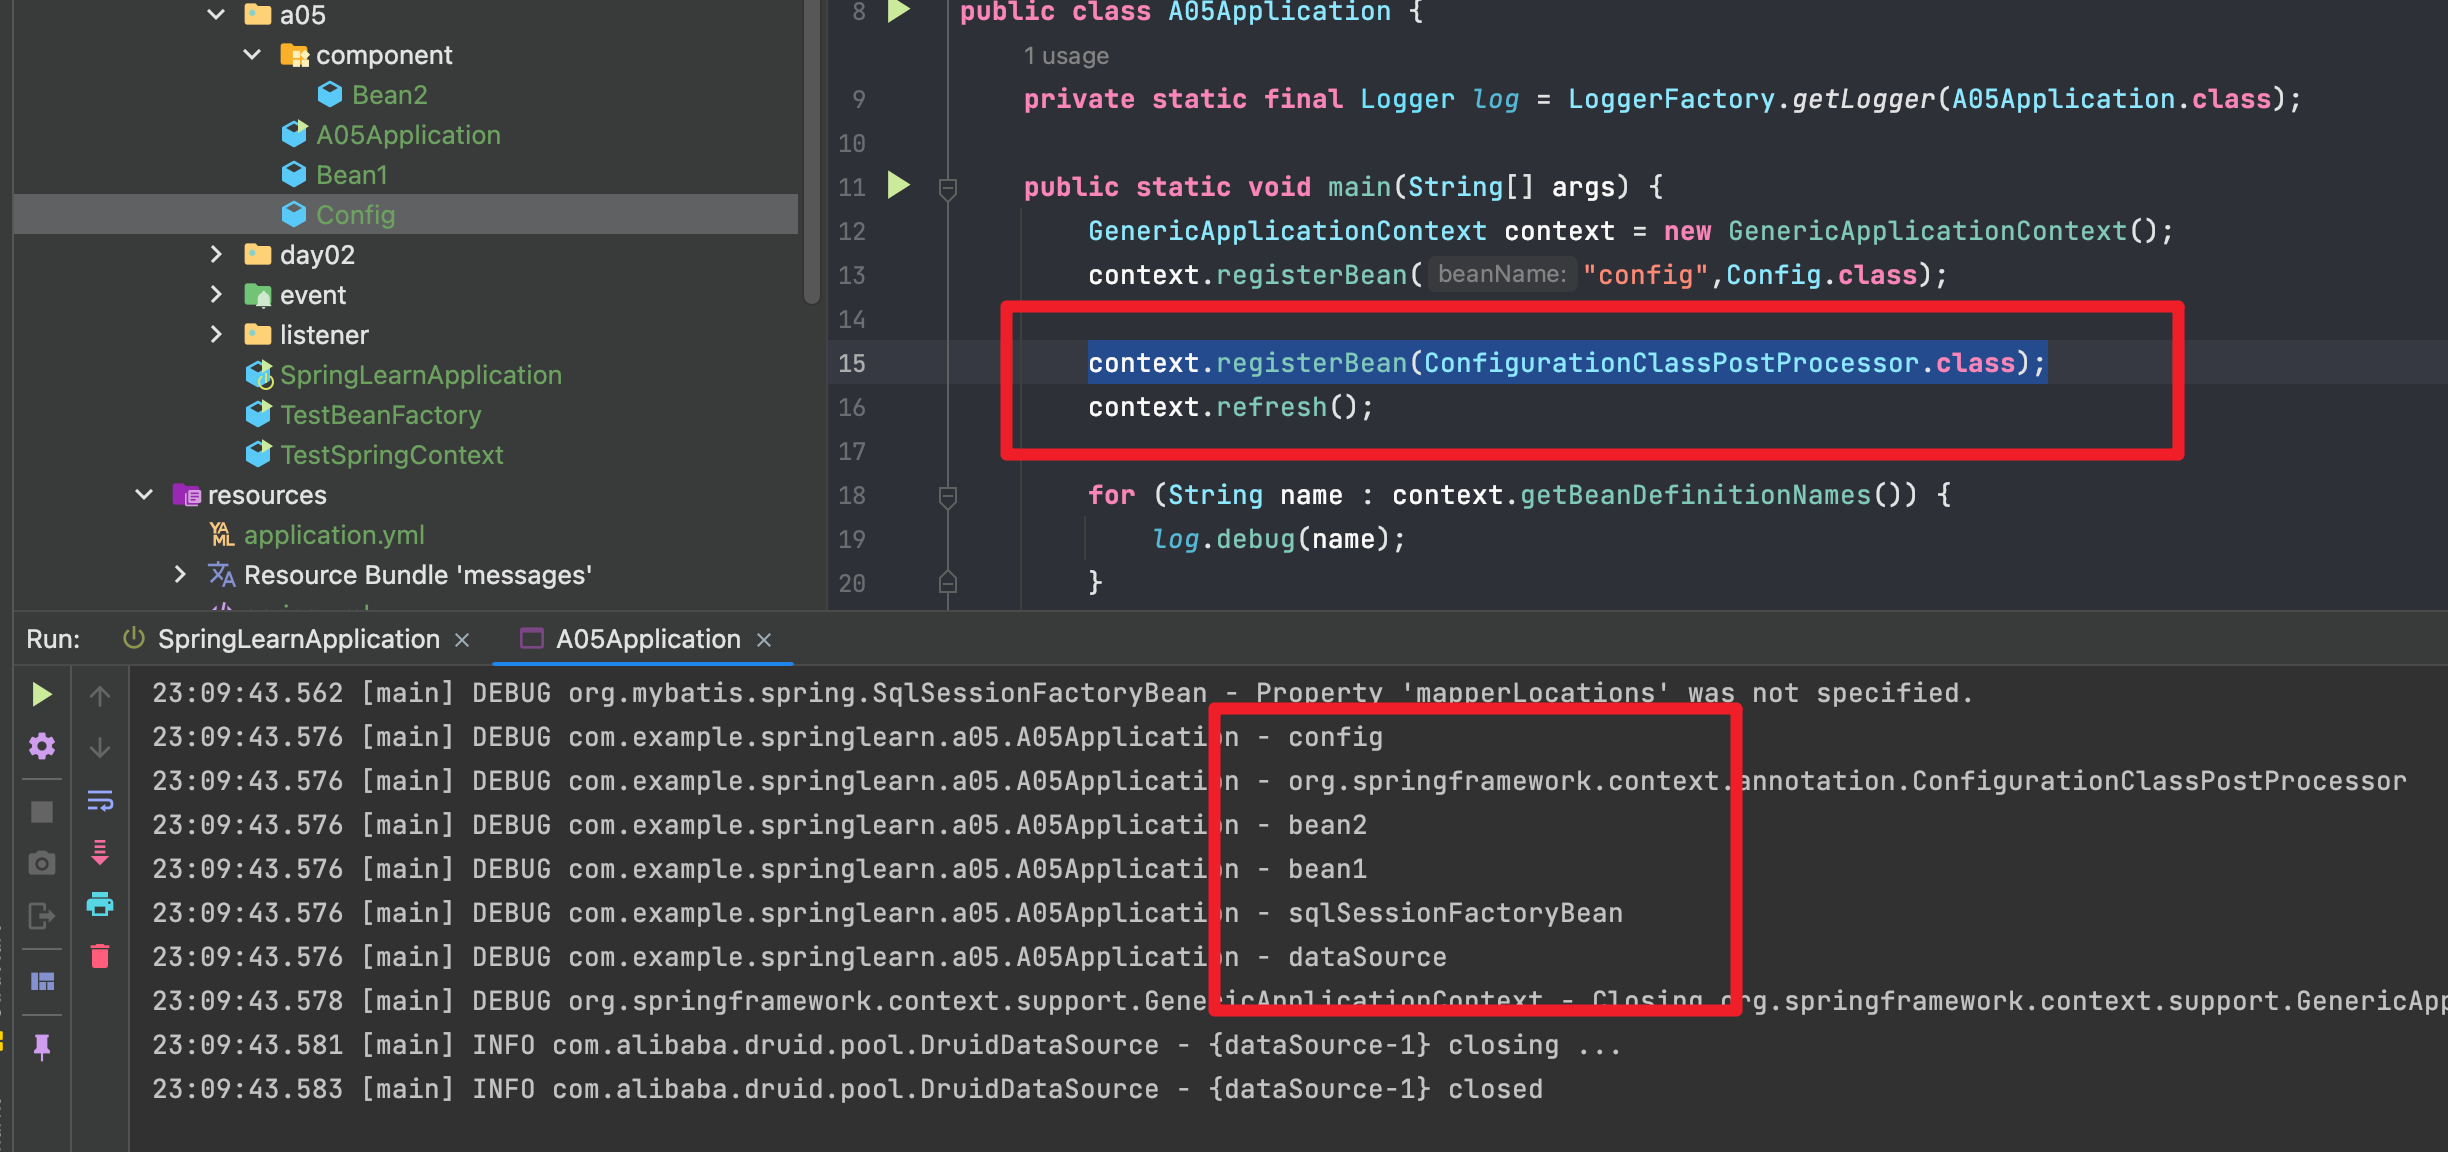 a05
component
Bean2
A05Application
Bean1
Config
day02
event
listener
SpringLearnApplication
TestBeanFactory
TestSpringContext
resources
application.yml
Resource Bundle 'messages'
8 public class A05Application {
1 usage
9 private static final Logger log = LoggerFactory.getLogger(A05Application.class);
10
11 public static void main(String[] args) {
12 GenericApplicationContext context = new GenericApplicationContext();
13 context.registerBean( beanName: "config",Config.class);
14
15 context.registerBean(ConfigurationClassPostProcessor.class);
16 context.refresh();
17
18 for (String name : context.getBeanDefinitionNames()) {
19 log.debug(name);
20 }
Run: SpringLearnApplication × A05Application ×
23:09:43.562 [main] DEBUG org.mybatis.spring.SqlSessionFactoryBean - Property 'mapperLocations' was not specified.
23:09:43.576 [main] DEBUG com.example.springlearn.a05.A05Application - config
23:09:43.576 [main] DEBUG com.example.springlearn.a05.A05Application - org.springframework.context.annotation.ConfigurationClassPostProcessor
23:09:43.576 [main] DEBUG com.example.springlearn.a05.A05Application - bean2
23:09:43.576 [main] DEBUG com.example.springlearn.a05.A05Application - bean1
23:09:43.576 [main] DEBUG com.example.springlearn.a05.A05Application - sqlSessionFactoryBean
23:09:43.576 [main] DEBUG com.example.springlearn.a05.A05Application - dataSource
23:09:43.578 [main] DEBUG org.springframework.context.support.GenericApplicationContext - Closing org.springframework.context.support.GenericApp
23:09:43.581 [main] INFO com.alibaba.druid.pool.DruidDataSource - {dataSource-1} closing ...
23:09:43.583 [main] INFO com.alibaba.druid.pool.DruidDataSource - {dataSource-1} closed